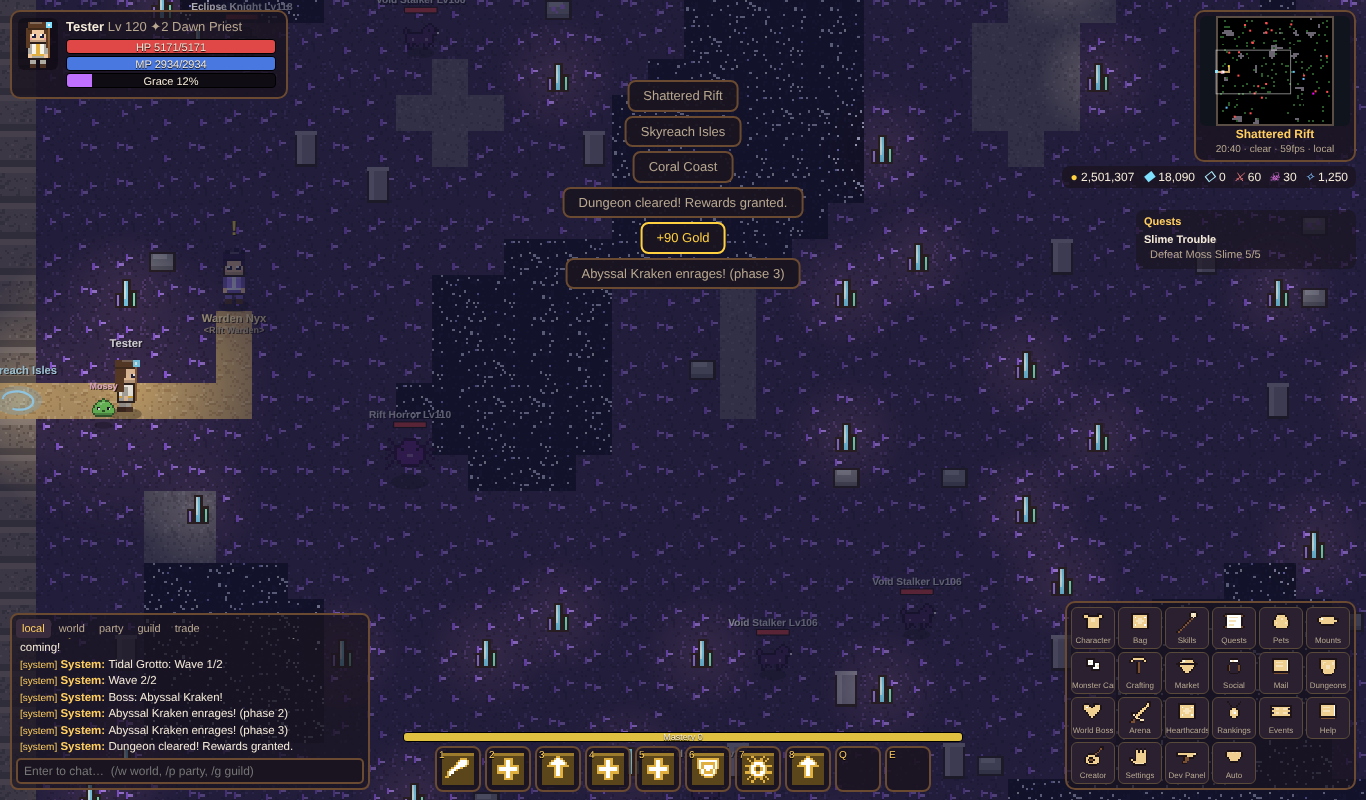 Eclipse Knight Lv118
Void Stalker Lv106
Tester Lv 120 ✦2 Dawn Priest
HP 5171/5171
MP 2934/2934
Grace 12%
Shattered Rift
Skyreach Isles
Coral Coast
Dungeon cleared! Rewards granted.
+90 Gold
Abyssal Kraken enrages! (phase 3)
Shattered Rift
20:40 · clear · 59fps · local
2,501,307 18,090 0 60 30 1,250
Quests
Slime Trouble
Defeat Moss Slime 5/5
!
Warden Nyx
<Rift Warden>
Tester
reach Isles
Mossy
Rift Horror Lv110
Void Stalker Lv106
Void Stalker Lv106
local world party guild trade
coming!
[system] System: Tidal Grotto: Wave 1/2
[system] System: Wave 2/2
[system] System: Boss: Abyssal Kraken!
[system] System: Abyssal Kraken enrages! (phase 2)
[system] System: Abyssal Kraken enrages! (phase 3)
[system] System: Dungeon cleared! Rewards granted.
Enter to chat… (/w world, /p party, /g guild)
Mastery 0
1 2 3 4 5 6 7 8 Q E
Character Bag Skills Quests Pets Mounts
Monster Ca Crafting Market Social Mail Dungeons
World Boss Arena Hearthcards Rankings Events Help
Creator Settings Dev Panel Auto